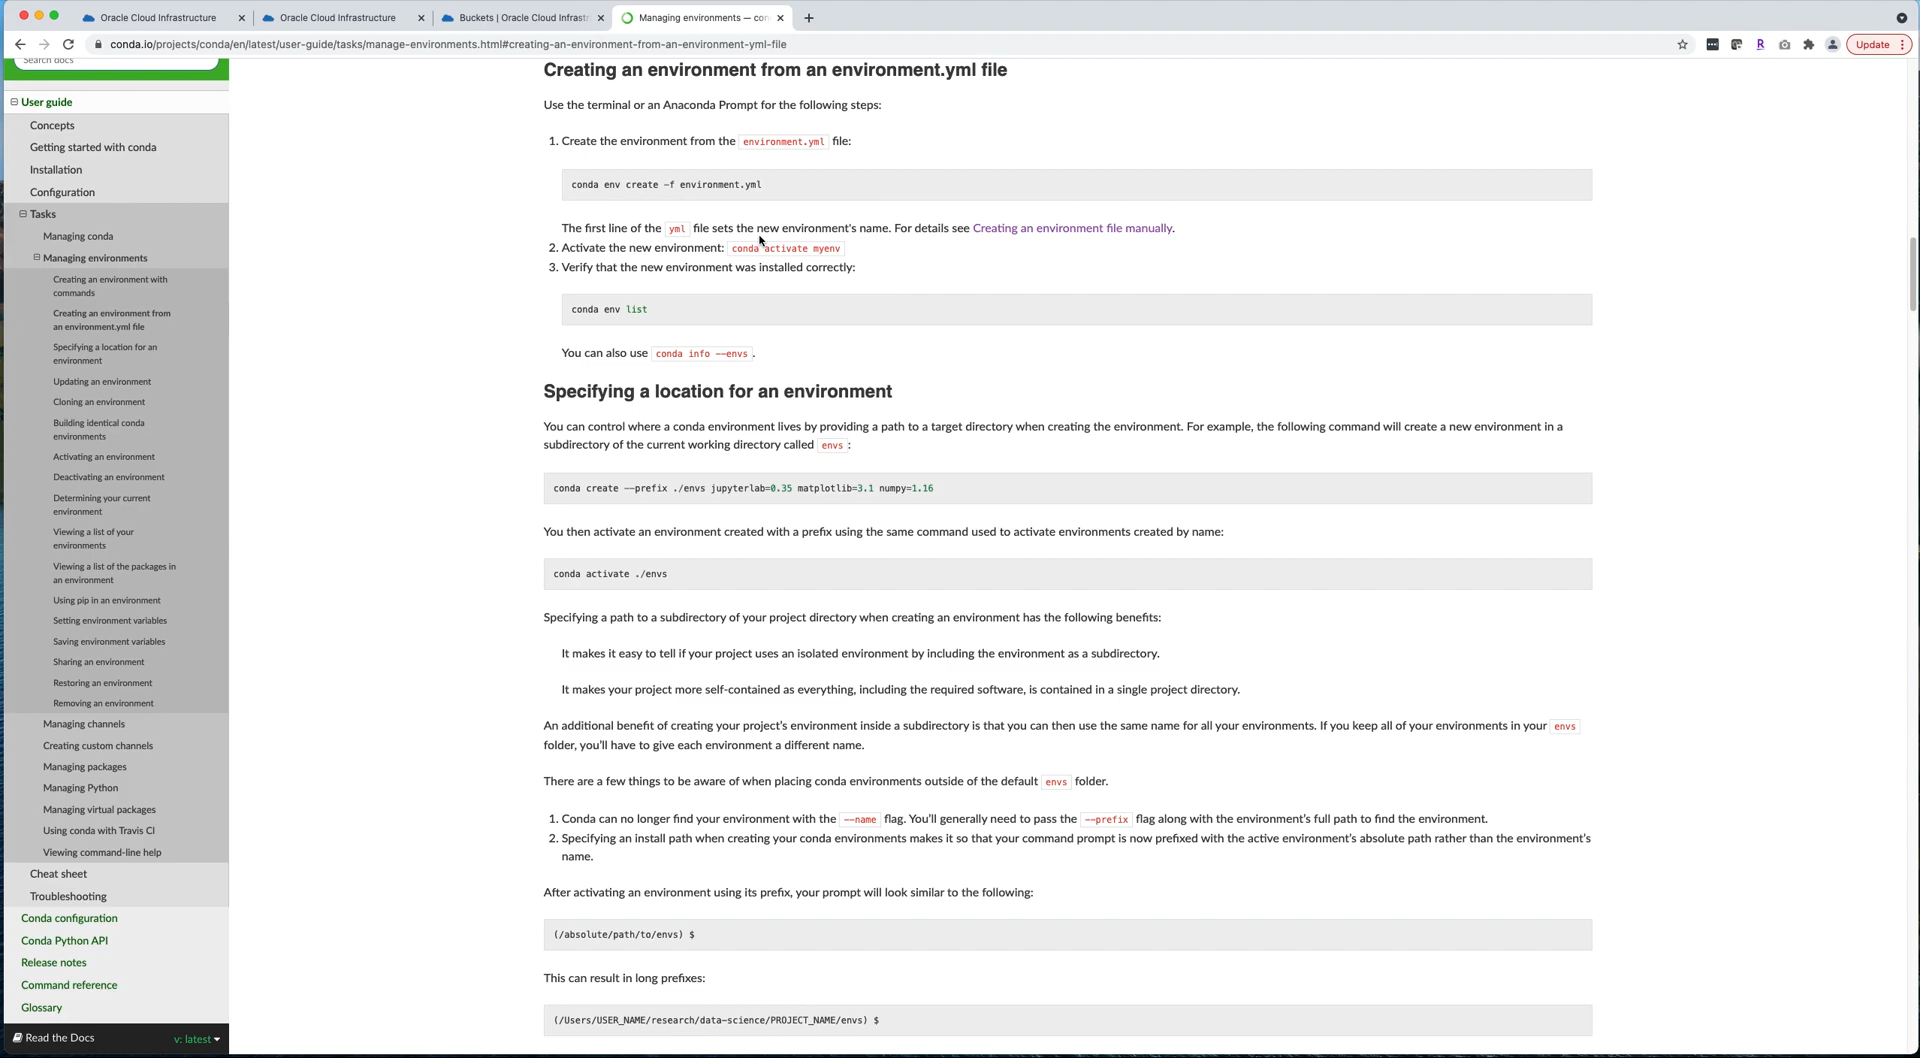 Oracle Cloud Infrastructure
Oracle Cloud Infrastructure
Buckets | Oracle Cloud Infrast
Managing environments — con
conda.io/projects/conda/en/latest/user-guide/tasks/manage-environments.html#creating-an-environment-from-an-environment-yml-file
Update
Search docs
User guide
Concepts
Getting started with conda
Installation
Configuration
Tasks
Managing conda
Managing environments
Creating an environment with
commands
Creating an environment from
an environment.yml file
Specifying a location for an
environment
Updating an environment
Cloning an environment
Building identical conda
environments
Activating an environment
Deactivating an environment
Determining your current
environment
Viewing a list of your
environments
Viewing a list of the packages in
an environment
Using pip in an environment
Setting environment variables
Saving environment variables
Sharing an environment
Restoring an environment
Removing an environment
Managing channels
Creating custom channels
Managing packages
Managing Python
Managing virtual packages
Using conda with Travis CI
Viewing command-line help
Cheat sheet
Troubleshooting
Conda configuration
Conda Python API
Release notes
Command reference
Glossary
Read the Docs
v: latest
Creating an environment from an environment.yml file
Use the terminal or an Anaconda Prompt for the following steps:
1. Create the environment from the environment.yml file:
conda env create -f environment.yml
The first line of the yml file sets the new environment's name. For details see Creating an environment file manually.
2. Activate the new environment: conda activate myenv
3. Verify that the new environment was installed correctly:
conda env list
You can also use conda info --envs.
Specifying a location for an environment
You can control where a conda environment lives by providing a path to a target directory when creating the environment. For example, the following command will create a new environment in a
subdirectory of the current working directory called envs:
conda create --prefix ./envs jupyterlab=0.35 matplotlib=3.1 numpy=1.16
You then activate an environment created with a prefix using the same command used to activate environments created by name:
conda activate ./envs
Specifying a path to a subdirectory of your project directory when creating an environment has the following benefits:
It makes it easy to tell if your project uses an isolated environment by including the environment as a subdirectory.
It makes your project more self-contained as everything, including the required software, is contained in a single project directory.
An additional benefit of creating your project's environment inside a subdirectory is that you can then use the same name for all your environments. If you keep all of your environments in your envs
folder, you'll have to give each environment a different name.
There are a few things to be aware of when placing conda environments outside of the default envs folder.
1. Conda can no longer find your environment with the --name flag. You'll generally need to pass the --prefix flag along with the environment's full path to find the environment.
2. Specifying an install path when creating your conda environments makes it so that your command prompt is now prefixed with the active environment's absolute path rather than the environment's
name.
After activating an environment using its prefix, your prompt will look similar to the following:
(/absolute/path/to/envs) $
This can result in long prefixes:
(/Users/USER_NAME/research/data-science/PROJECT_NAME/envs) $